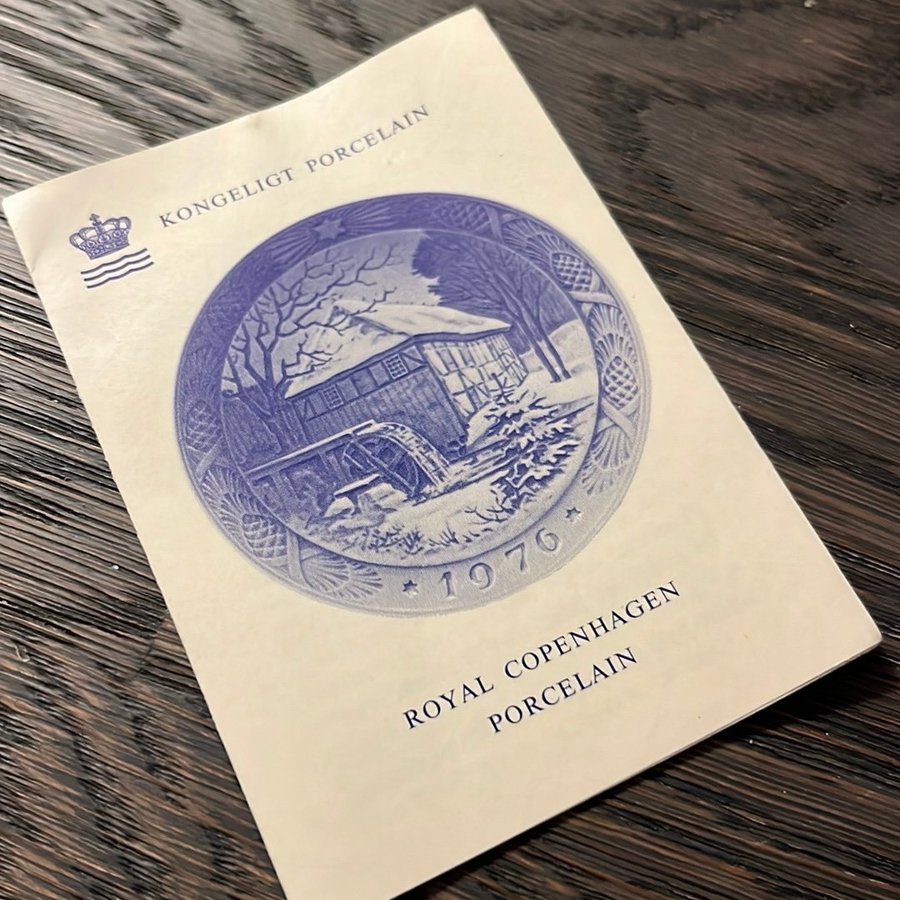 KONGELIGT PORCELAIN
1976
ROYAL COPENHAGEN
PORCELAIN